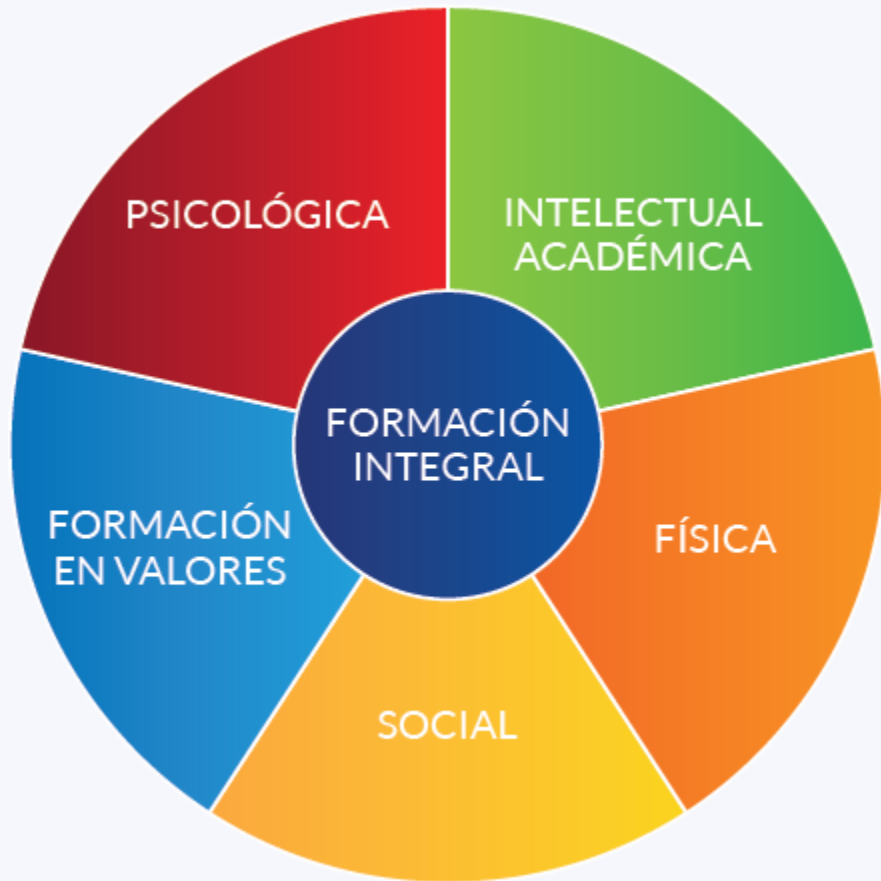 PSICOLÓGICA
INTELECTUAL
ACADÉMICA
FORMACIÓN
INTEGRAL
FORMACIÓN
EN VALORES
FÍSICA
SOCIAL